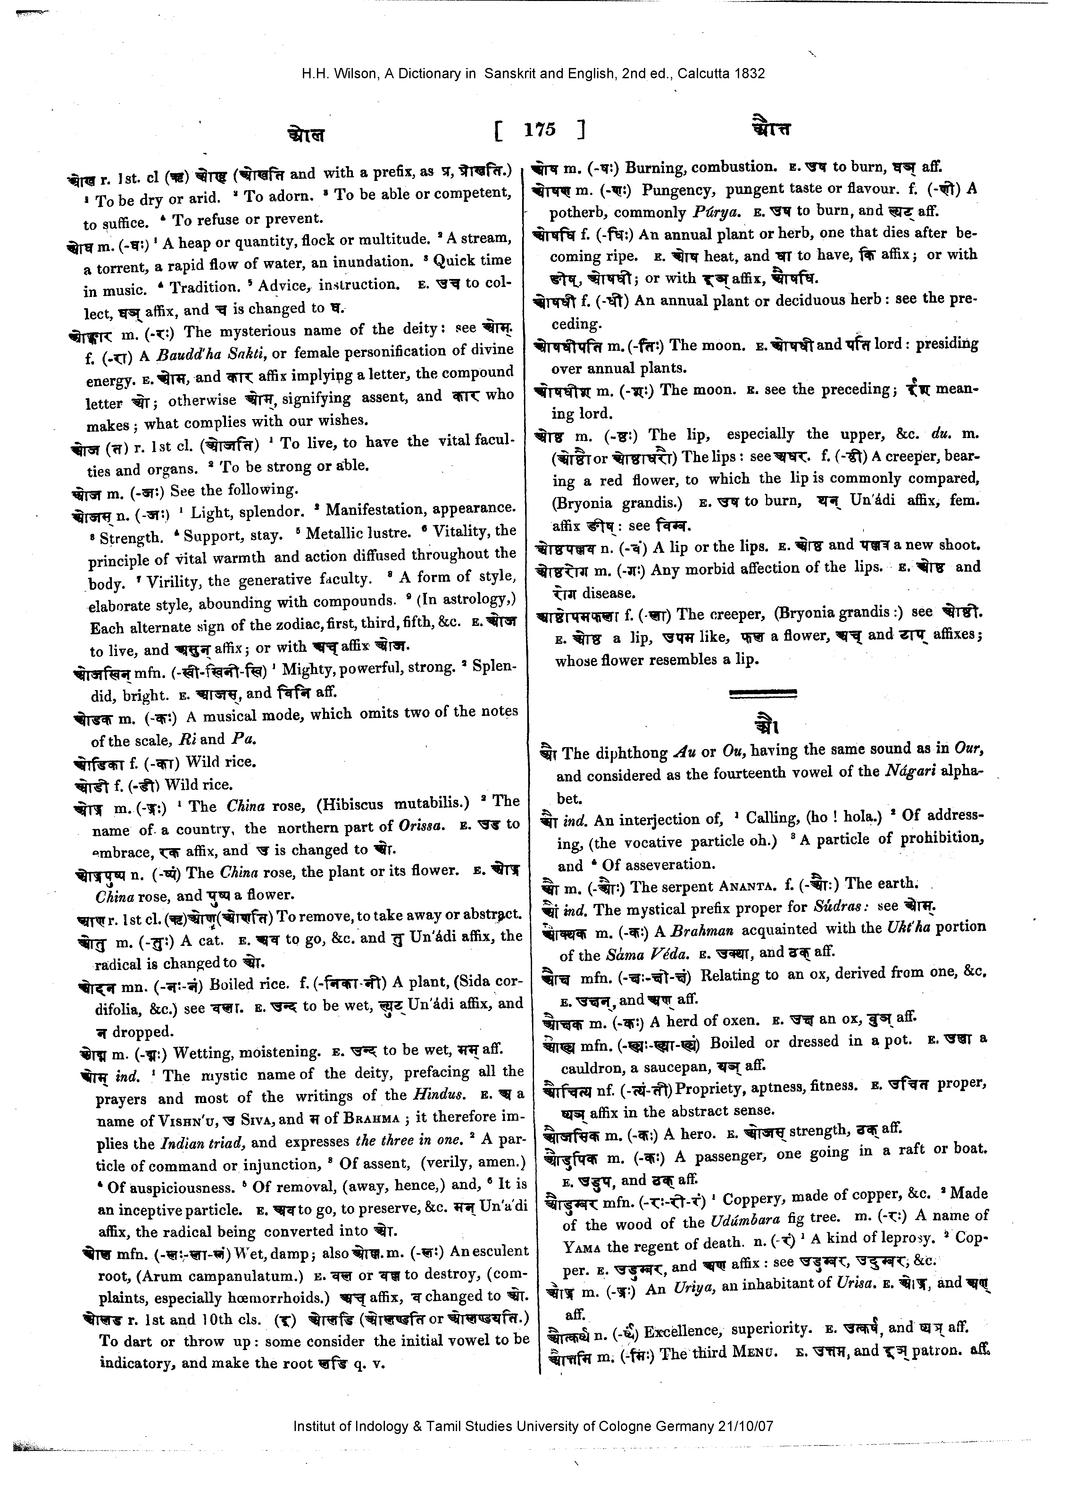 H.H. Wilson, A Dictionary in Sanskrit and English, 2nd ed., Calcutta 1832
ओल [ 175 ] औत्त
ओख r. 1st. cl (ऋ) ओखृ (ओखति and with a prefix, as प्र, प्रोखति.)
¹ To be dry or arid. ² To adorn. ³ To be able or competent,
to suffice. ⁴ To refuse or prevent.
ओघ m. (-घः) ¹ A heap or quantity, flock or multitude. ² A stream,
a torrent, a rapid flow of water, an inundation. ³ Quick time
in music. ⁴ Tradition. ⁵ Advice, instruction. E. उच to col-
lect, घञ् affix, and च is changed to घ.
ओङ्कार m. (-रः) The mysterious name of the deity: see ओम्.
f. (-रा) A Baudd'ha Sakti, or female personification of divine
energy. E. ओम, and कार affix implying a letter, the compound
letter ओ; otherwise ओम्, signifying assent, and कार who
makes; what complies with our wishes.
ओज (त) r. 1st cl. (ओजति) ¹ To live, to have the vital facul-
ties and organs. ² To be strong or able.
ओज m. (-जः) See the following.
ओजस् n. (-जः) ¹ Light, splendor. ² Manifestation, appearance.
³ Strength. ⁴ Support, stay. ⁵ Metallic lustre. ⁶ Vitality, the
principle of vital warmth and action diffused throughout the
body. ⁷ Virility, the generative faculty. ⁸ A form of style,
elaborate style, abounding with compounds. ⁹ (In astrology,)
Each alternate sign of the zodiac, first, third, fifth, &c. E. ओज
to live, and असुन् affix; or with अच् affix ओज.
ओजस्विन् mfn. (-स्वी-स्विनी-स्वि) ¹ Mighty, powerful, strong. ² Splen-
did, bright. E. ओजस्, and विनि aff.
ओडक m. (-कः) A musical mode, which omits two of the notes
of the scale, Ri and Pa.
ओडिका f. (-का) Wild rice.
ओडी f. (-डी) Wild rice.
ओड्र m. (-ड्रः) ¹ The China rose, (Hibiscus mutabilis.) ² The
name of a country, the northern part of Orissa. E. उड to
embrace, रक् affix, and उ is changed to ओ.
ओड्रपुष्प n. (-ष्पं) The China rose, the plant or its flower. E. ओड्र
China rose, and पुष्प a flower.
ओण r. 1st cl. (ऋ) ओणृ (ओणति) To remove, to take away or abstract.
ओतु m. (-तुः) A cat. E. अव to go, &c. and तु Un'ádi affix, the
radical is changed to ओ.
ओदन mn. (-नः-नं) Boiled rice. f. (-निका-नी) A plant, (Sida cor-
difolia, &c.) see वला. E. उन्द to be wet, ल्युट् Un'ádi affix, and
न dropped.
ओद्म m. (-द्मः) Wetting, moistening. E. उन्द to be wet, मम् aff.
ओम् ind. ¹ The mystic name of the deity, prefacing all the
prayers and most of the writings of the Hindus. E. अ a
name of VISHN'U, उ SIVA, and म of BRAHMA; it therefore im-
plies the Indian triad, and expresses the three in one. ² A par-
ticle of command or injunction, ³ Of assent, (verily, amen.)
⁴ Of auspiciousness. ⁵ Of removal, (away, hence,) and, ⁶ It is
an inceptive particle. E. अव to go, to preserve, &c. मन् Un'a'di
affix, the radical being converted into ओ.
ओल mfn. (-लः-ला-लं) Wet, damp; also ओल्ल. m. (-लः) An esculent
root, (Arum campanulatum.) E. वल or वल्ल to destroy, (com-
plaints, especially hœmorrhoids.) अच् affix, व changed to ओ.
ओलड r. 1st and 10th cls. (इ) ओलडि (ओलण्डति or ओलण्डयति.)
To dart or throw up: some consider the initial vowel to be
indicatory, and make the root लडि q. v.
ओष m. (-षः) Burning, combustion. E. उष to burn, घञ् aff.
ओषण m. (-णः) Pungency, pungent taste or flavour. f. (-णी) A
potherb, commonly Púrya. E. उष to burn, and ल्युट् aff.
ओषधि f. (-धिः) An annual plant or herb, one that dies after be-
coming ripe. E. ओष heat, and धा to have, कि affix; or with
ङीष्, ओषधी; or with इञ् affix, औषधि.
ओषधी f. (-धी) An annual plant or deciduous herb: see the pre-
ceding.
ओषधीपति m. (-तिः) The moon. E. ओषधी and पति lord: presiding
over annual plants.
ओषधीश m. (-शः) The moon. E. see the preceding; ईश mean-
ing lord.
ओष्ठ m. (-ष्ठः) The lip, especially the upper, &c. du. m.
(ओष्ठौ or ओष्ठाधरौ) The lips: see अधर. f. (-ष्ठी) A creeper, bear-
ing a red flower, to which the lip is commonly compared,
(Bryonia grandis.) E. उष to burn, थन् Un'ádi affix, fem.
affix ङीष्: see विम्ब.
ओष्ठपल्लव n. (-वं) A lip or the lips. E. ओष्ठ and पल्लव a new shoot.
ओष्ठरोग m. (-गः) Any morbid affection of the lips. E. ओष्ठ and
रोग disease.
ओष्ठोपमफला f. (-ला) The creeper, (Bryonia grandis:) see ओष्ठी.
E. ओष्ठ a lip, उपम like, फल a flower, अच् and टाप् affixes;
whose flower resembles a lip.
औ।
औ The diphthong Au or Ou, having the same sound as in Our,
and considered as the fourteenth vowel of the Nágari alpha-
bet.
औ ind. An interjection of, ¹ Calling, (ho! hola.) ² Of address-
ing, (the vocative particle oh.) ³ A particle of prohibition,
and ⁴ Of asseveration.
औ m. (-औः) The serpent ANANTA. f. (-औः) The earth.
औं ind. The mystical prefix proper for Súdras: see ओम्.
औक्थक m. (-कः) A Brahman acquainted with the Ukt'ha portion
of the Sáma Véda. E. उक्था, and ठक् aff.
औक्ष mfn. (-क्षः-क्षी-क्षं) Relating to an ox, derived from one, &c.
E. उक्षन्, and अण् aff.
औक्षक m. (-कः) A herd of oxen. E. उक्ष an ox, वुञ् aff.
औख्य mfn. (-ख्यः-ख्या-ख्यं) Boiled or dressed in a pot. E. उखा a
cauldron, a saucepan, यञ् aff.
औचित्य nf. (-त्यं-ती) Propriety, aptness, fitness. E. उचित proper,
ष्यञ् affix in the abstract sense.
औजसिक m. (-कः) A hero. E. ओजस् strength, ठक् aff.
औडुपिक m. (-कः) A passenger, one going in a raft or boat.
E. उडुप, and ठक् aff.
औडुम्बर mfn. (-रः-री-रं) ¹ Coppery, made of copper, &c. ² Made
of the wood of the Udúmbara fig tree. m. (-रः) A name of
YAMA the regent of death. n. (-रं) ¹ A kind of leprosy. ² Cop-
per. E. उडुम्बर, and अण् affix: see उडुम्बर, उदुम्बर, &c.
औड्र m. (-ड्रः) An Uriya, an inhabitant of Urisa. E. ओड्र, and अण्
aff.
औत्कर्ष n. (-र्षं) Excellence, superiority. E. उत्कर्ष, and ष्यञ् aff.
औत्तमि m. (-मिः) The third MENU. E. उत्तम, and इञ् patron. aff.
Institut of Indology & Tamil Studies University of Cologne Germany 21/10/07